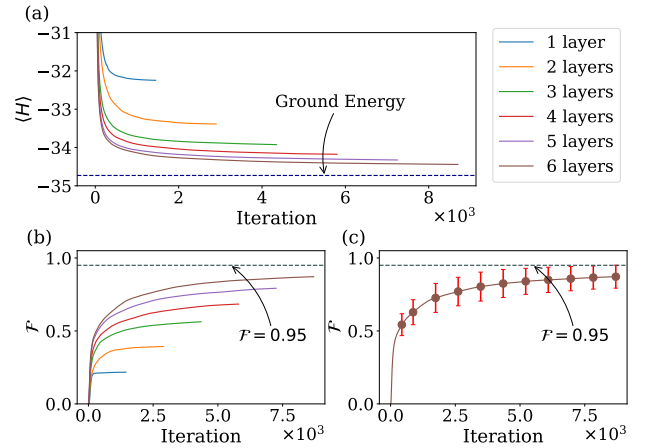 (a)
−31
−32
−33
−34
−35
⟨H⟩
Ground Energy
0
2
4
6
8
Iteration
×10³
1 layer
2 layers
3 layers
4 layers
5 layers
6 layers
(b)
1.0
0.5
0.0
ℱ
ℱ = 0.95
0
2.5
5.0
7.5
Iteration
×10³
(c)
1.0
0.5
0.0
ℱ
ℱ = 0.95
0
2.5
5.0
7.5
Iteration
×10³